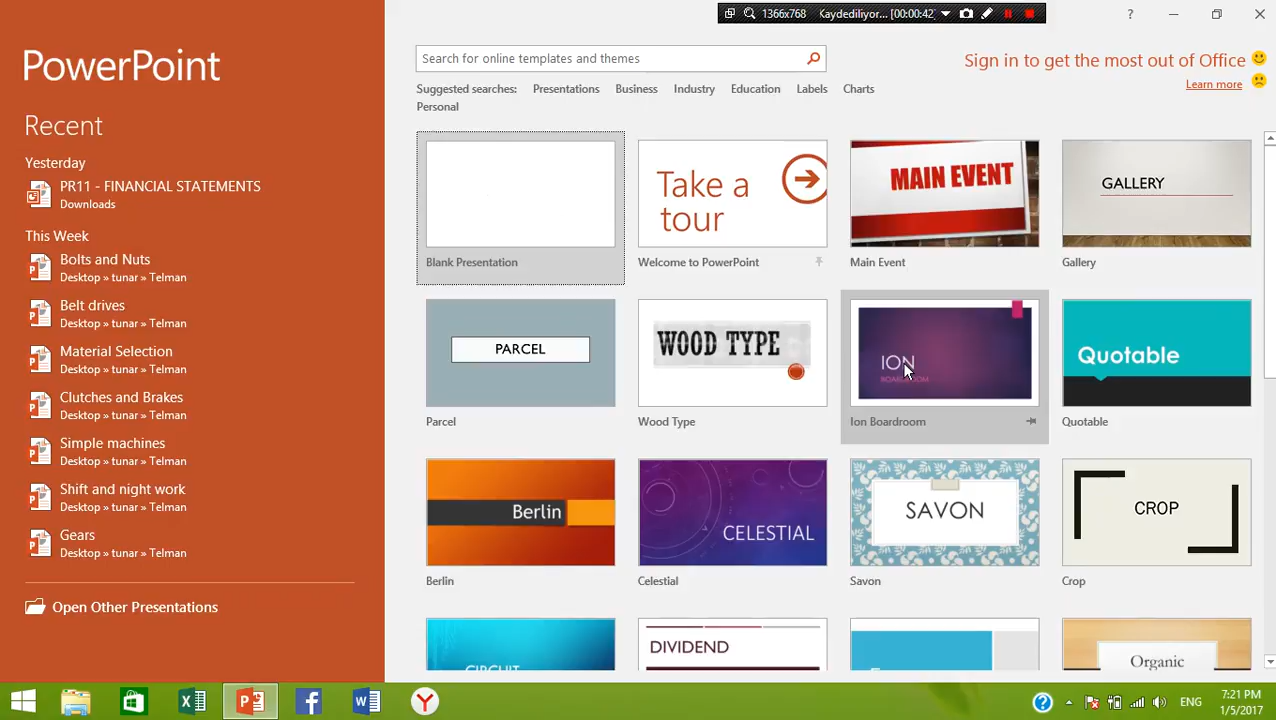 1366x768 Kaydediliyor... [00:00:42]
PowerPoint
Recent
Yesterday
PR11 - FINANCIAL STATEMENTS
Downloads
This Week
Bolts and Nuts
Desktop » tunar » Telman
Belt drives
Desktop » tunar » Telman
Material Selection
Desktop » tunar » Telman
Clutches and Brakes
Desktop » tunar » Telman
Simple machines
Desktop » tunar » Telman
Shift and night work
Desktop » tunar » Telman
Gears
Desktop » tunar » Telman
Open Other Presentations
Search for online templates and themes
Sign in to get the most out of Office
Learn more
Suggested searches: Presentations Business Industry Education Labels Charts
Personal
Blank Presentation
Take a
tour
Welcome to PowerPoint
MAIN EVENT
Main Event
GALLERY
Gallery
PARCEL
Parcel
WOOD TYPE
Wood Type
ION
BOARDROOM
Ion Boardroom
Quotable
Quotable
Berlin
Berlin
CELESTIAL
Celestial
SAVON
Savon
CROP
Crop
CIRCUIT
DIVIDEND
Organic
ENG
7:21 PM
1/5/2017